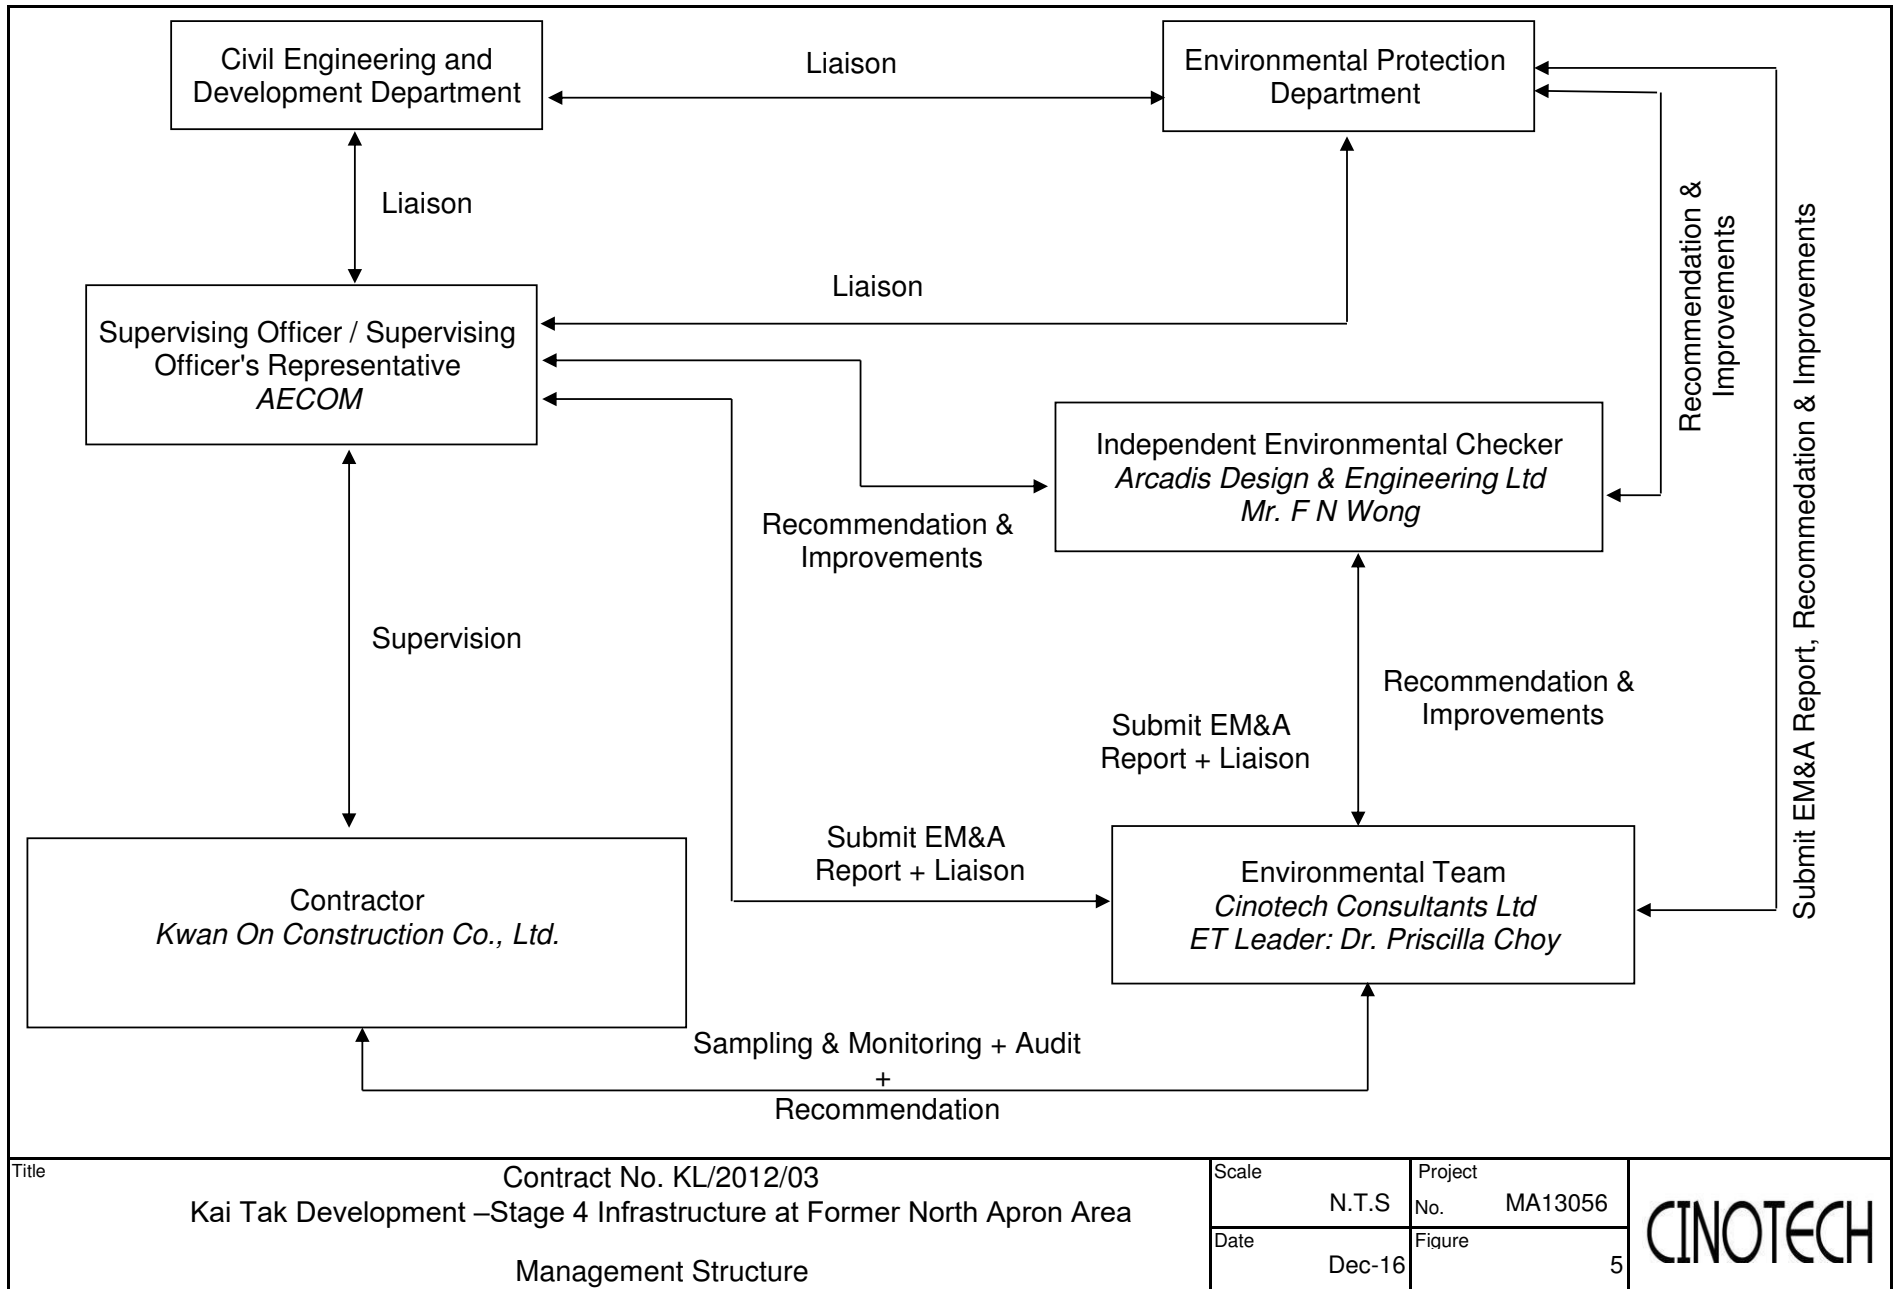 Civil Engineering and
Development Department
Liaison
Environmental Protection
Department
Liaison
Liaison
Supervising Officer / Supervising
Officer's Representative
AECOM
Recommendation &
Improvements
Submit EM&A Report, Recommedation & Improvements
Independent Environmental Checker
Arcadis Design & Engineering Ltd
Mr. F N Wong
Recommendation &
Improvements
Supervision
Recommendation &
Improvements
Submit EM&A
Report + Liaison
Submit EM&A
Report + Liaison
Environmental Team
Cinotech Consultants Ltd
ET Leader: Dr. Priscilla Choy
Contractor
Kwan On Construction Co., Ltd.
Sampling & Monitoring + Audit
+
Recommendation
Title
Contract No. KL/2012/03
Kai Tak Development –Stage 4 Infrastructure at Former North Apron Area
Management Structure
Scale
N.T.S
Project
No. MA13056
Date
Dec-16
Figure
5
CINOTECH